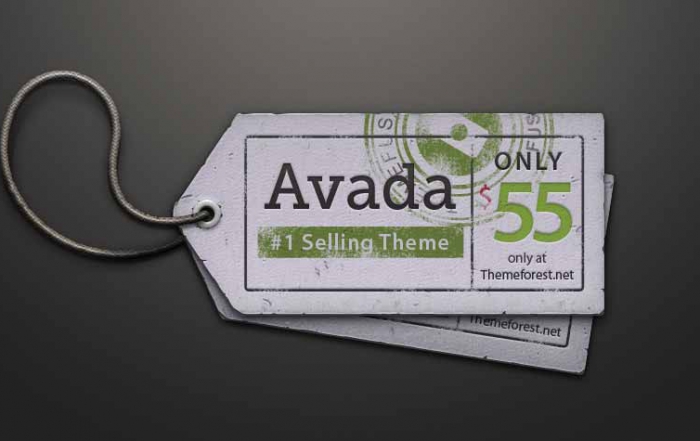 Avada
#1 Selling Theme
ONLY
$55
only at
Themeforest.net
Themeforest.net